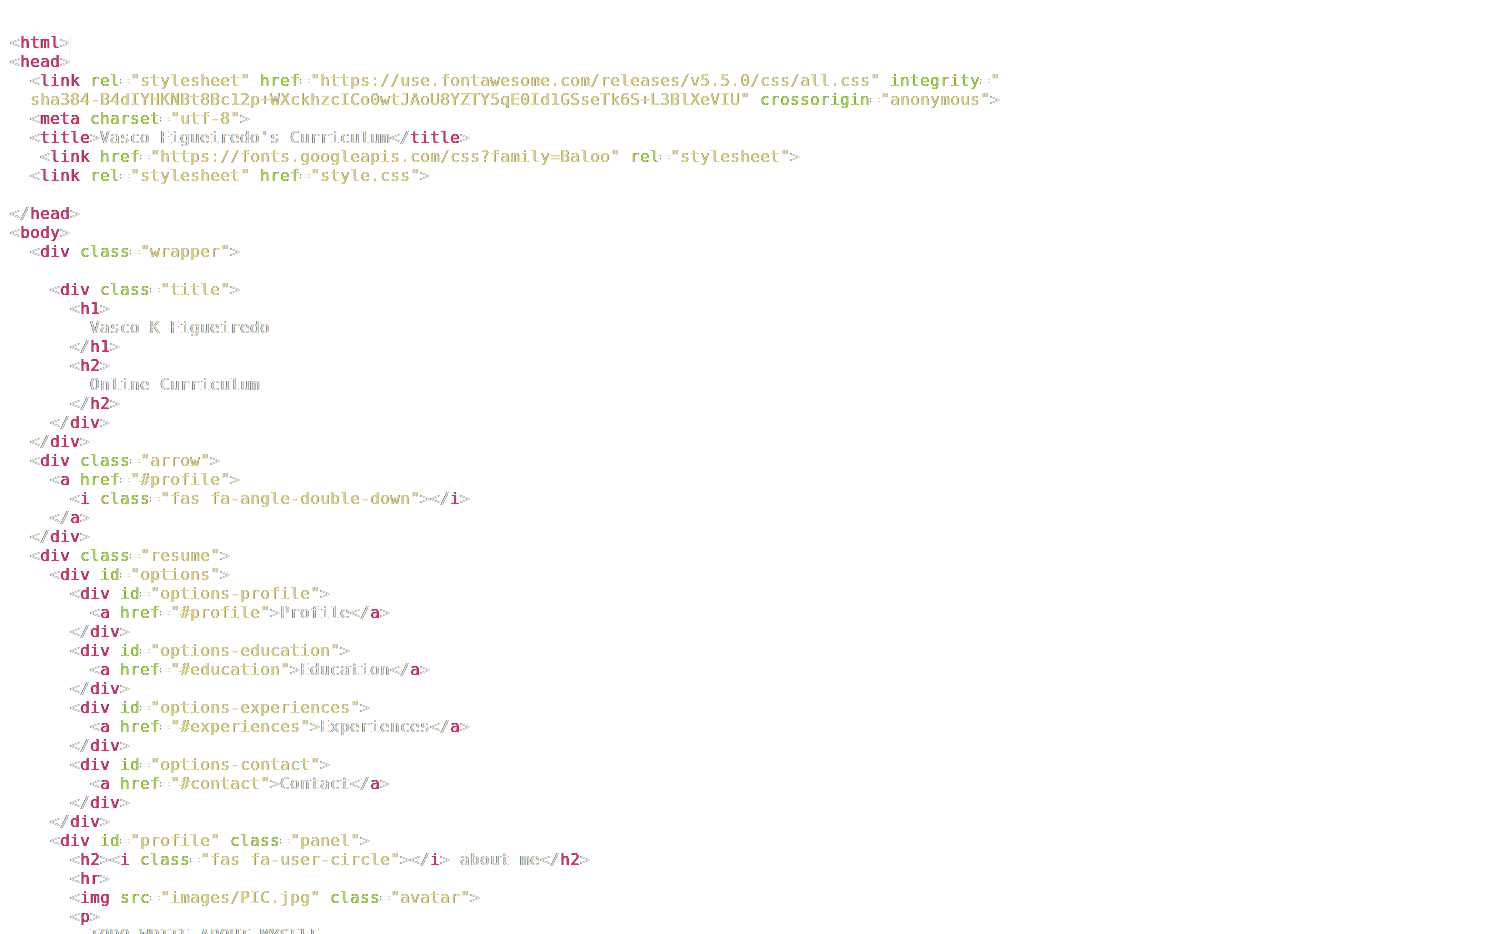 <html>
<head>
  <link rel="stylesheet" href="https://use.fontawesome.com/releases/v5.5.0/css/all.css" integrity="
  sha384-B4dIYHKNBt8Bc12p+WXckhzcICo0wtJAoU8YZTY5qE0Id1GSseTk6S+L3BlXeVIU" crossorigin="anonymous">
  <meta charset="utf-8">
  <title>Vasco Figueiredo's Curriculum</title>
   <link href="https://fonts.googleapis.com/css?family=Baloo" rel="stylesheet">
  <link rel="stylesheet" href="style.css">

</head>
<body>
  <div class="wrapper">

    <div class="title">
      <h1>
        Vasco K Figueiredo
      </h1>
      <h2>
        Online Curriculum
      </h2>
    </div>
  </div>
  <div class="arrow">
    <a href="#profile">
      <i class="fas fa-angle-double-down"></i>
    </a>
  </div>
  <div class="resume">
    <div id="options">
      <div id="options-profile">
        <a href="#profile">Profile</a>
      </div>
      <div id="options-education">
        <a href="#education">Education</a>
      </div>
      <div id="options-experiences">
        <a href="#experiences">Experiences</a>
      </div>
      <div id="options-contact">
        <a href="#contact">Contact</a>
      </div>
    </div>
    <div id="profile" class="panel">
      <h2><i class="fas fa-user-circle"></i> about me</h2>
      <hr>
      <img src="images/PIC.jpg" class="avatar">
      <p>
        TODO WRITE ABOUT MYSELF